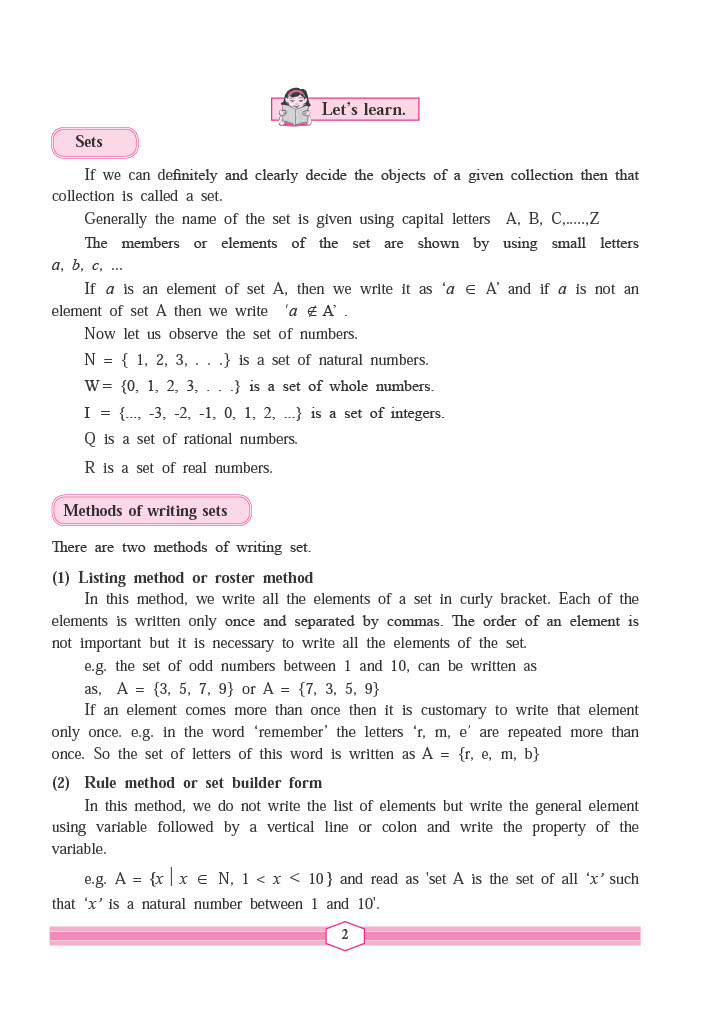 Let's learn.
Sets
If we can definitely and clearly decide the objects of a given collection then that
collection is called a set.
Generally the name of the set is given using capital letters A, B, C,.....,Z
The members or elements of the set are shown by using small letters
a, b, c, ...
If a is an element of set A, then we write it as ‘a ∈ A’ and if a is not an
element of set A then we write ‘a ∉ A’ .
Now let us observe the set of numbers.
N = { 1, 2, 3, . . .} is a set of natural numbers.
W = {0, 1, 2, 3, . . .} is a set of whole numbers.
I = {..., -3, -2, -1, 0, 1, 2, ...} is a set of integers.
Q is a set of rational numbers.
R is a set of real numbers.
Methods of writing sets
There are two methods of writing set.
(1) Listing method or roster method
In this method, we write all the elements of a set in curly bracket. Each of the
elements is written only once and separated by commas. The order of an element is
not important but it is necessary to write all the elements of the set.
e.g. the set of odd numbers between 1 and 10, can be written as
as, A = {3, 5, 7, 9} or A = {7, 3, 5, 9}
If an element comes more than once then it is customary to write that element
only once. e.g. in the word ‘remember’ the letters ‘r, m, e′ are repeated more than
once. So the set of letters of this word is written as A = {r, e, m, b}
(2) Rule method or set builder form
In this method, we do not write the list of elements but write the general element
using variable followed by a vertical line or colon and write the property of the
variable.
e.g. A = {x | x ∈ N, 1 < x < 10} and read as 'set A is the set of all ‘x’ such
that ‘x’ is a natural number between 1 and 10'.
2